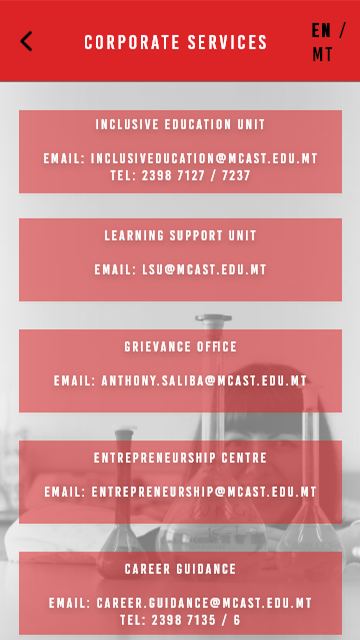 CORPORATE SERVICES
EN /
MT
INCLUSIVE EDUCATION UNIT
EMAIL: INCLUSIVEDUCATION@MCAST.EDU.MT
TEL: 2398 7127 / 7237
LEARNING SUPPORT UNIT
EMAIL: LSU@MCAST.EDU.MT
GRIEVANCE OFFICE
EMAIL: ANTHONY.SALIBA@MCAST.EDU.MT
ENTREPRENEURSHIP CENTRE
EMAIL: ENTREPRENEURSHIP@MCAST.EDU.MT
CAREER GUIDANCE
EMAIL: CAREER.GUIDANCE@MCAST.EDU.MT
TEL: 2398 7135 / 6